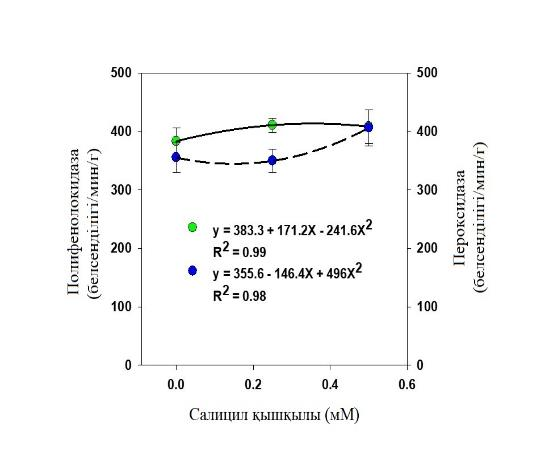 500
400
300
200
100
0
Полифенолокидаза
(белсенділігі/мин/г)
500
400
300
200
100
0
Пероксидаза
(белсенділігі/мин/г)
y = 383.3 + 171.2X - 241.6X²
R² = 0.99
y = 355.6 - 146.4X + 496X²
R² = 0.98
0.0 0.2 0.4 0.6
Салицил қышқылы (мМ)